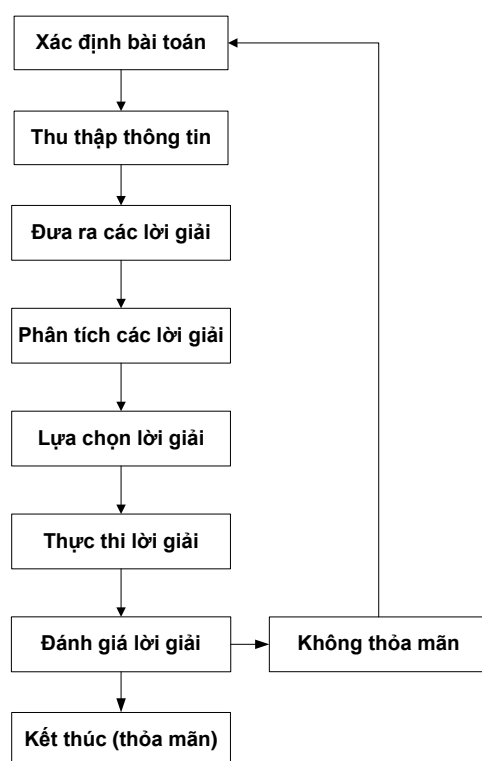 Xác định bài toán
Thu thập thông tin
Đưa ra các lời giải
Phân tích các lời giải
Lựa chọn lời giải
Thực thi lời giải
Đánh giá lời giải
Không thỏa mãn
Kết thúc (thỏa mãn)